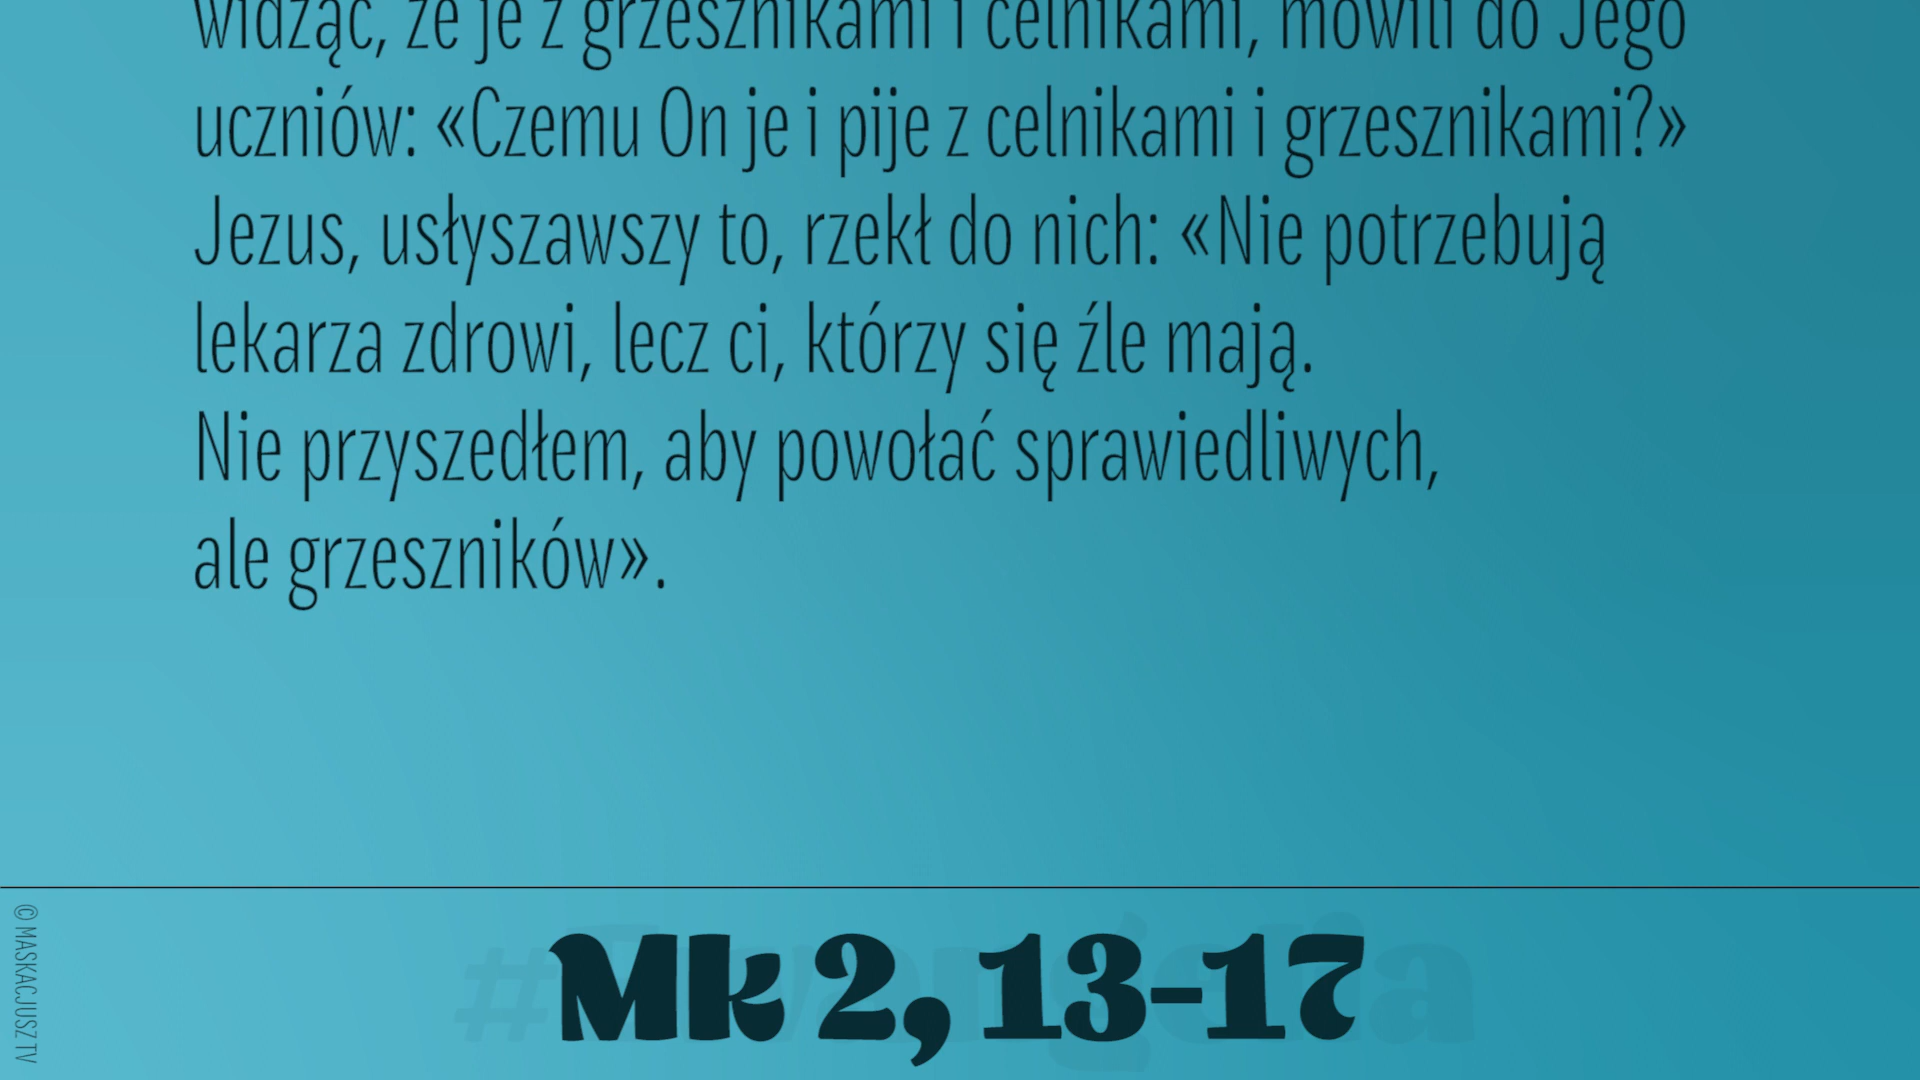 widząc, że je z grzesznikami i celnikami, mówili do Jego
uczniów: «Czemu On je i pije z celnikami i grzesznikami?»
Jezus, usłyszawszy to, rzekł do nich: «Nie potrzebują
lekarza zdrowi, lecz ci, którzy się źle mają.
Nie przyszedłem, aby powołać sprawiedliwych,
ale grzeszników».
Mk 2, 13-17
© MASKACJUSZ TV